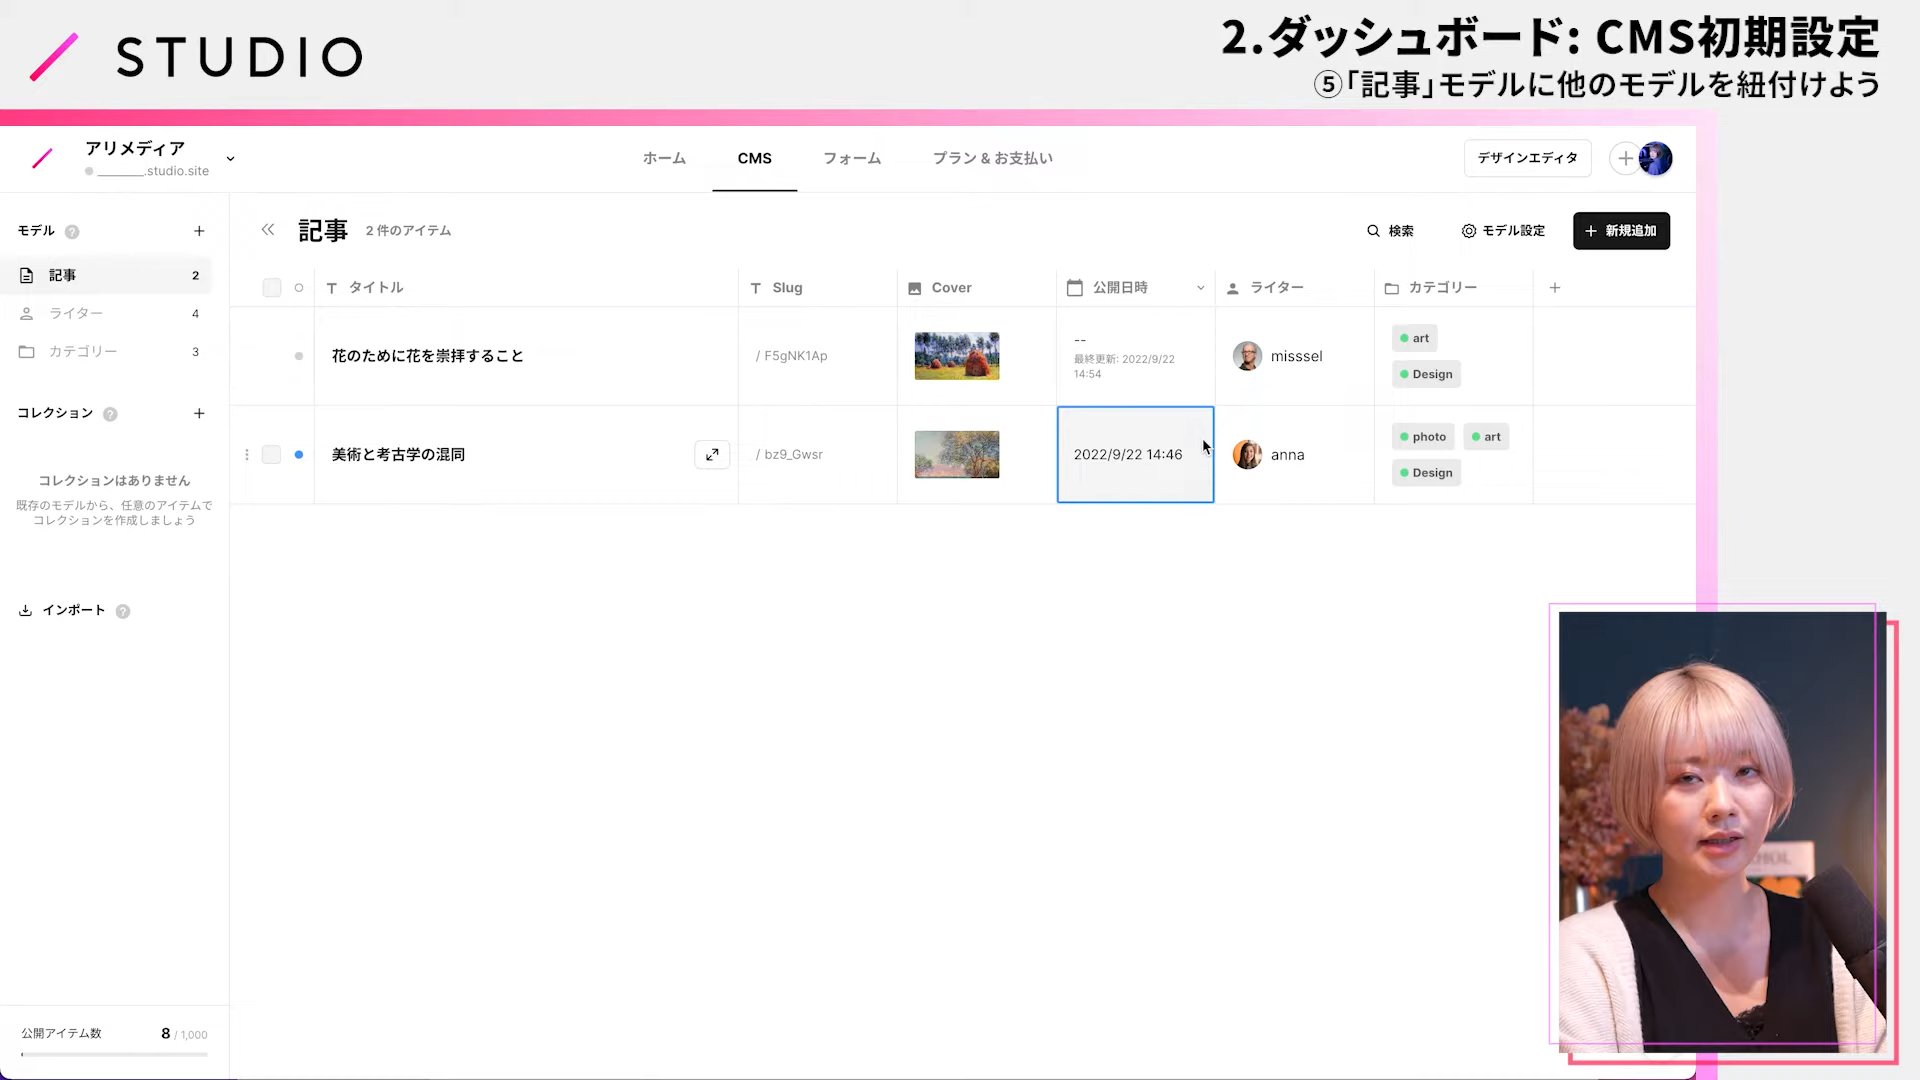 STUDIO
2.ダッシュボード: CMS初期設定
⑤「記事」モデルに他のモデルを紐付けよう
アリメディア
________.studio.site
ホーム
CMS
フォーム
プラン & お支払い
デザインエディタ
モデル
記事 2
ライター 4
カテゴリー 3
コレクション
コレクションはありません
既存のモデルから、任意のアイテムで
コレクションを作成しましょう
インポート
公開アイテム数 8 / 1,000
記事 2 件のアイテム
検索
モデル設定
新規追加
タイトル Slug Cover 公開日時 ライター カテゴリー
花のために花を崇拝すること / F5gNK1Ap
--
最終更新: 2022/9/22
14:54
misssel
art
Design
美術と考古学の混同 / bz9_Gwsr 2022/9/22 14:46 anna
photo art
Design